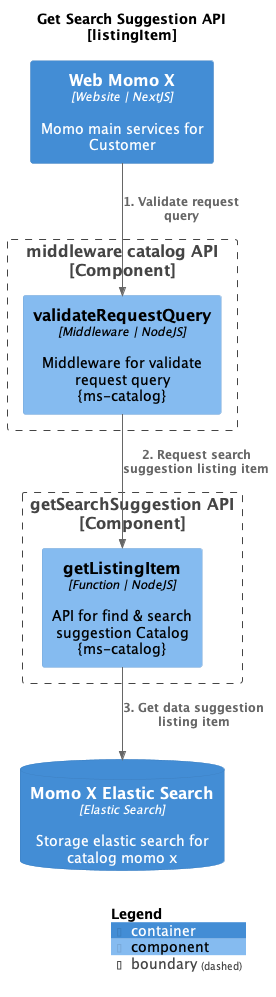 Get Search Suggestion API
[listingItem]
Web Momo X
[Website | NextJS]
Momo main services for
Customer
1. Validate request
query
middleware catalog API
[Component]
validateRequestQuery
[Middleware | NodeJS]
Middleware for validate
request query
{ms-catalog}
2. Request search
suggestion listing item
getSearchSuggestion API
[Component]
getListingItem
[Function | NodeJS]
API for find & search
suggestion Catalog
{ms-catalog}
3. Get data suggestion
listing item
Momo X Elastic Search
[Elastic Search]
Storage elastic search for
catalog momo x
Legend
container
component
boundary (dashed)